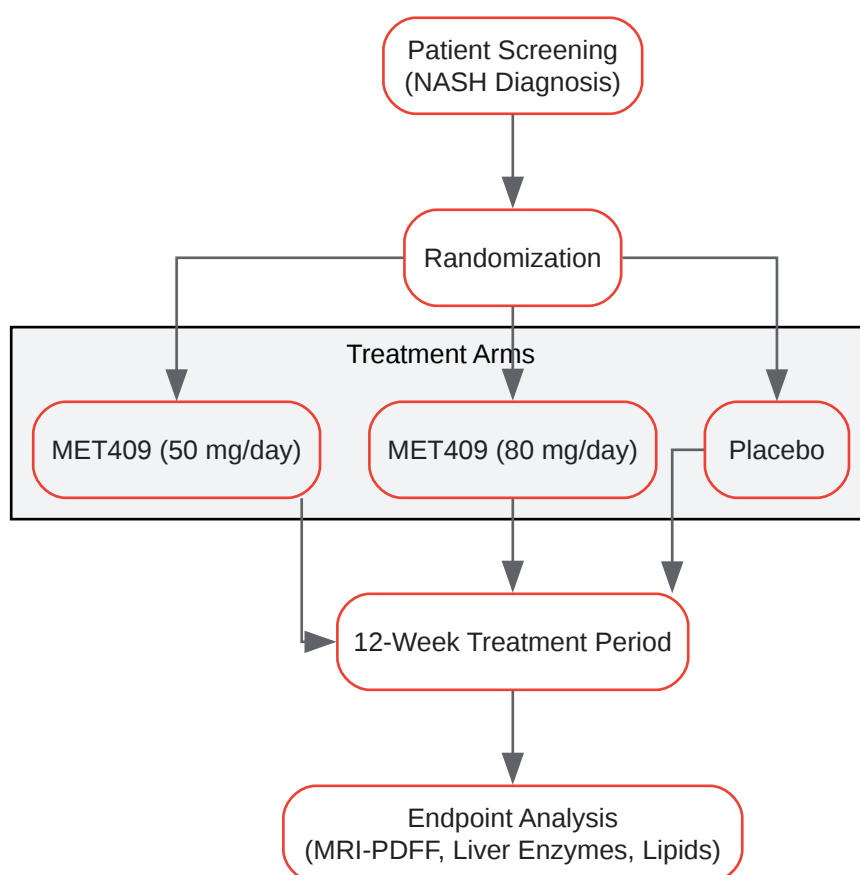 Patient Screening
(NASH Diagnosis)
Randomization
Treatment Arms
MET409 (50 mg/day)
MET409 (80 mg/day)
Placebo
12-Week Treatment Period
Endpoint Analysis
(MRI-PDFF, Liver Enzymes, Lipids)